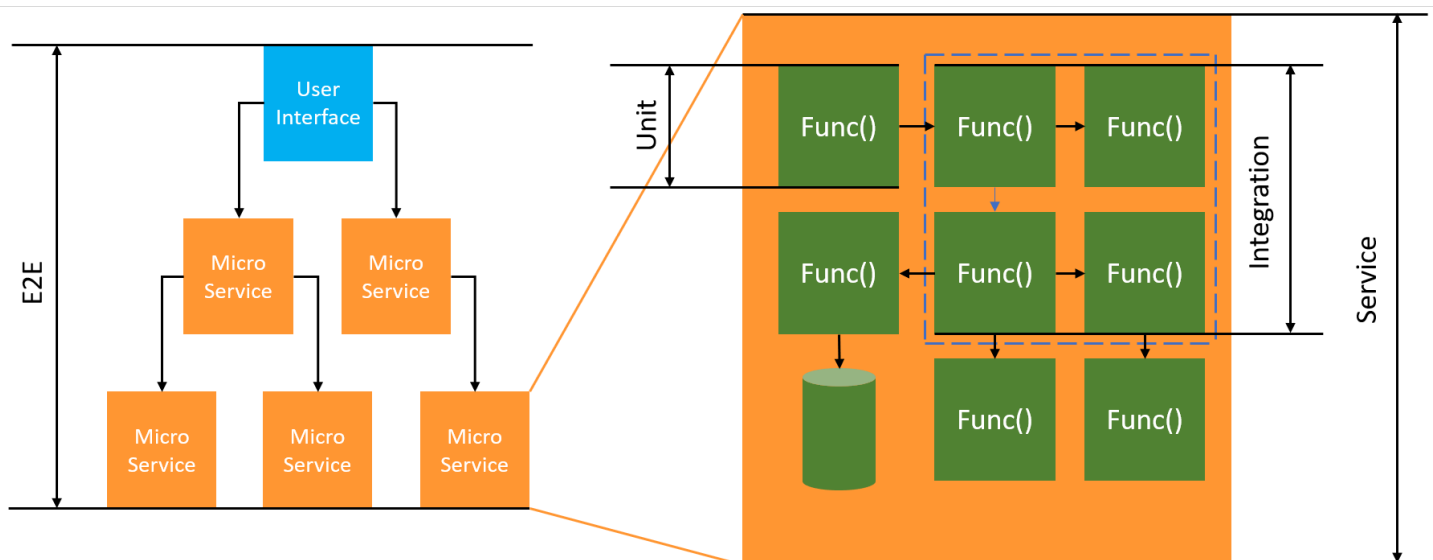 E2E
User
Interface
Micro
Service
Micro
Service
Micro
Service
Micro
Service
Micro
Service
Unit
Func()
Func()
Func()
Func()
Func()
Func()
Func()
Func()
Integration
Service